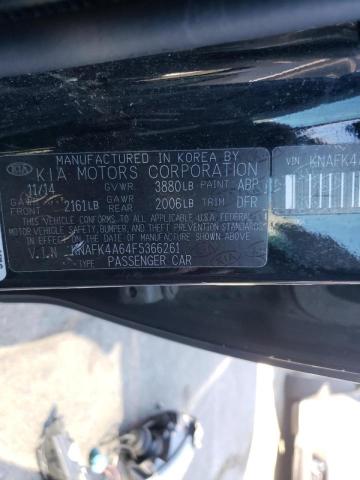 MANUFACTURED IN KOREA BY
KIA KIA MOTORS CORPORATION
11/14 GVWR 3880LB PAINT ABP
GAWR FRONT 2161LB GAWR REAR 2006LB TRIM DFR
THIS VEHICLE CONFORMS TO ALL APPLICABLE U.S.A. FEDERAL
MOTOR VEHICLE SAFETY, BUMPER, AND THEFT PREVENTION STANDARDS
IN EFFECT ON THE DATE OF MANUFACTURE SHOWN ABOVE.
V.I.N KNAFK4A64F5366261
TYPE PASSENGER CAR
VIN KNAFK4